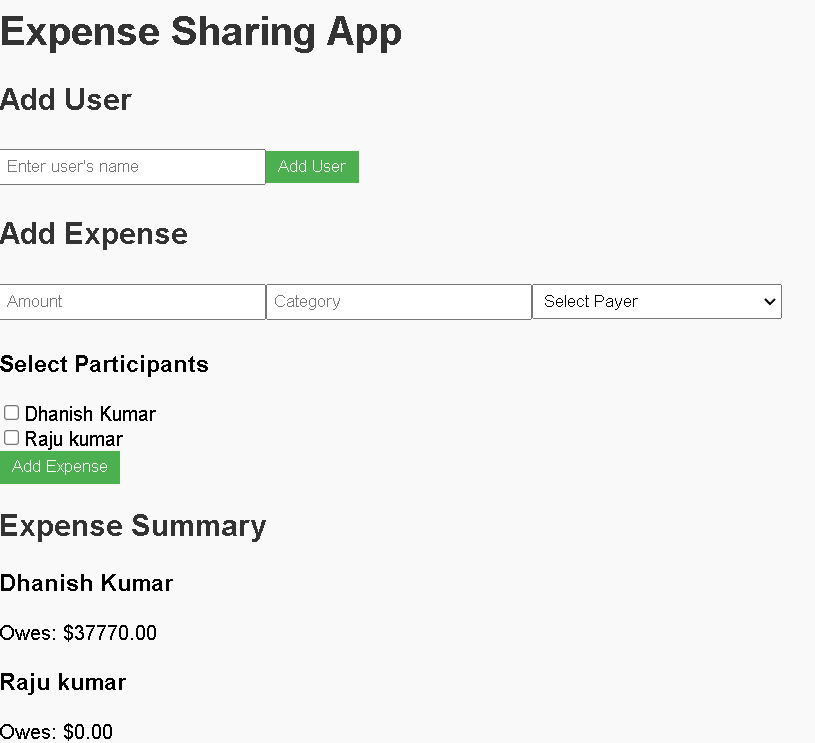 Expense Sharing App
Add User
Enter user's name Add User
Add Expense
Amount Category Select Payer
Select Participants
Dhanish Kumar
Raju kumar
Add Expense
Expense Summary
Dhanish Kumar
Owes: $37770.00
Raju kumar
Owes: $0.00